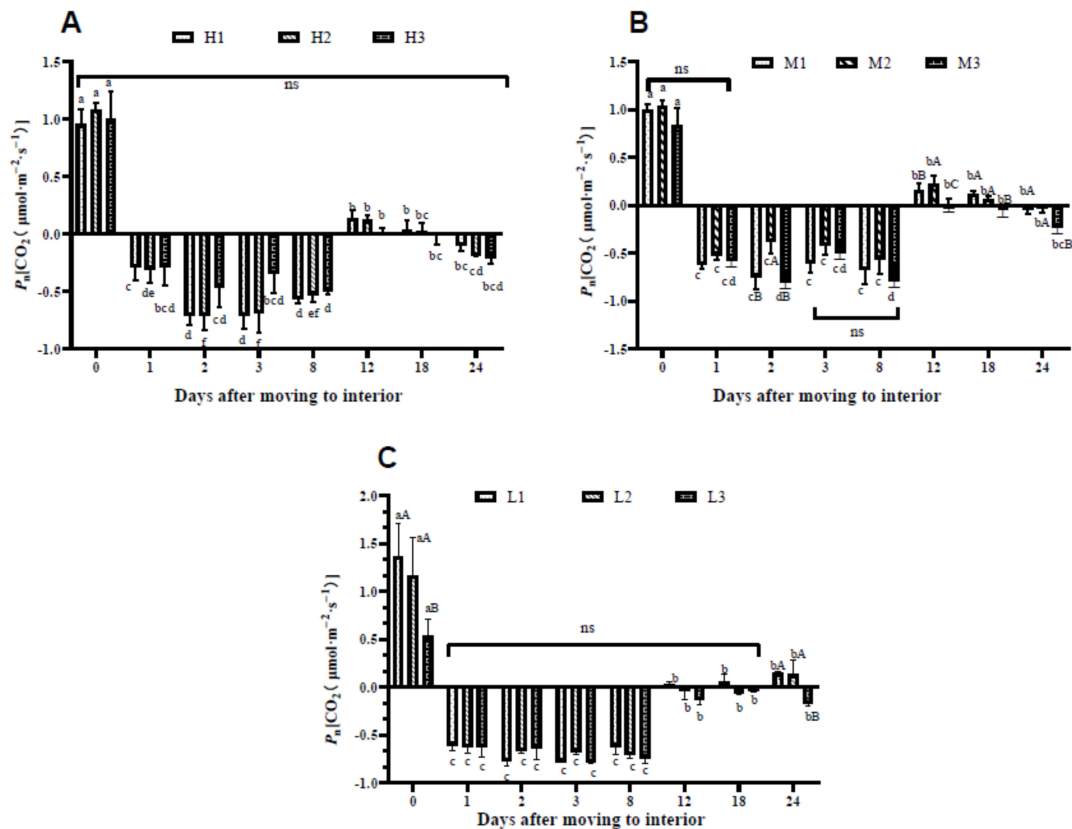 A
H1 H2 H3
1.5
1.0
0.5
0.0
-0.5
-1.0
Pn[CO2( μmol·m−2·s−1)]
ns
a a a
c de bcd
d f cd
d f bcd
d ef d
b b b
b bc bc
bc cd bcd
0 1 2 3 8 12 18 24
Days after moving to interior
B
M1 M2 M3
1.5
1.0
0.5
0.0
-0.5
-1.0
-1.5
Pn[CO2( μmol·m−2·s−1)]
ns
a a a
c c cd
cB cA dB
c c cd
c c d
ns
bB bA bC
bA bA bB
bA bA bcB
0 1 2 3 8 12 18 24
Days after moving to interior
C
L1 L2 L3
2.0
1.5
1.0
0.5
0.0
-0.5
-1.0
Pn[CO2( μmol·m−2·s−1)]
aA aA aB
ns
c c c
c c c
c c c
c c c
b b b
b b b
bA bA bB
0 1 2 3 8 12 18 24
Days after moving to interior